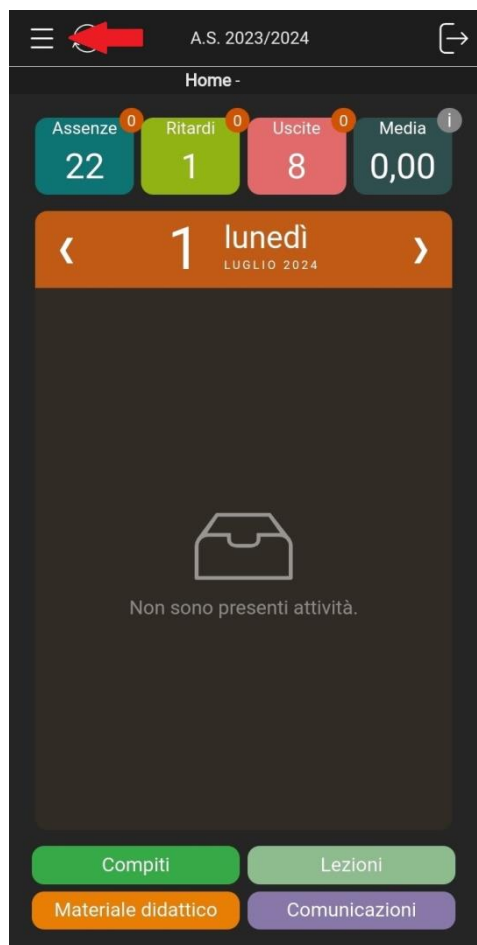 A.S. 2023/2024
Home -
Assenze 0 Ritardi 0 Uscite 0 Media i
22 1 8 0,00
1 lunedì
LUGLIO 2024
Non sono presenti attività.
Compiti Lezioni
Materiale didattico Comunicazioni